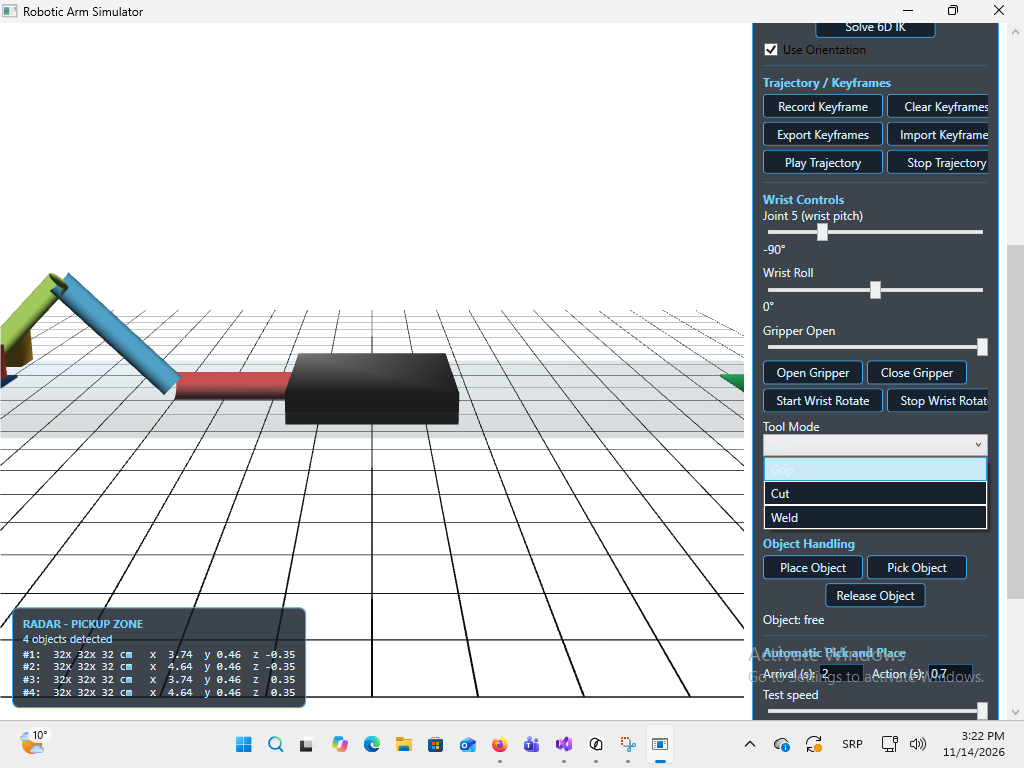 Robotic Arm Simulator
Solve 6D IK
Use Orientation
Trajectory / Keyframes
Record Keyframe
Clear Keyframes
Export Keyframes
Import Keyframe
Play Trajectory
Stop Trajectory
Wrist Controls
Joint 5 (wrist pitch)
-90°
Wrist Roll
0°
Gripper Open
Open Gripper
Close Gripper
Start Wrist Rotate
Stop Wrist Rotat
Tool Mode
Grip
Cut
Weld
Object Handling
Place Object
Pick Object
Release Object
Object: free
Automatic Pick and Place
Arrival (s): 2 Action (s): 0.7
Test speed
Activate Windows
Go to Settings to activate Windows.
RADAR - PICKUP ZONE
4 objects detected
#1: 32x 32x 32 cm x 3.74 y 0.46 z -0.35
#2: 32x 32x 32 cm x 4.64 y 0.46 z -0.35
#3: 32x 32x 32 cm x 3.74 y 0.46 z 0.35
#4: 32x 32x 32 cm x 4.64 y 0.46 z 0.35
10°
SRP
3:22 PM
11/14/2026